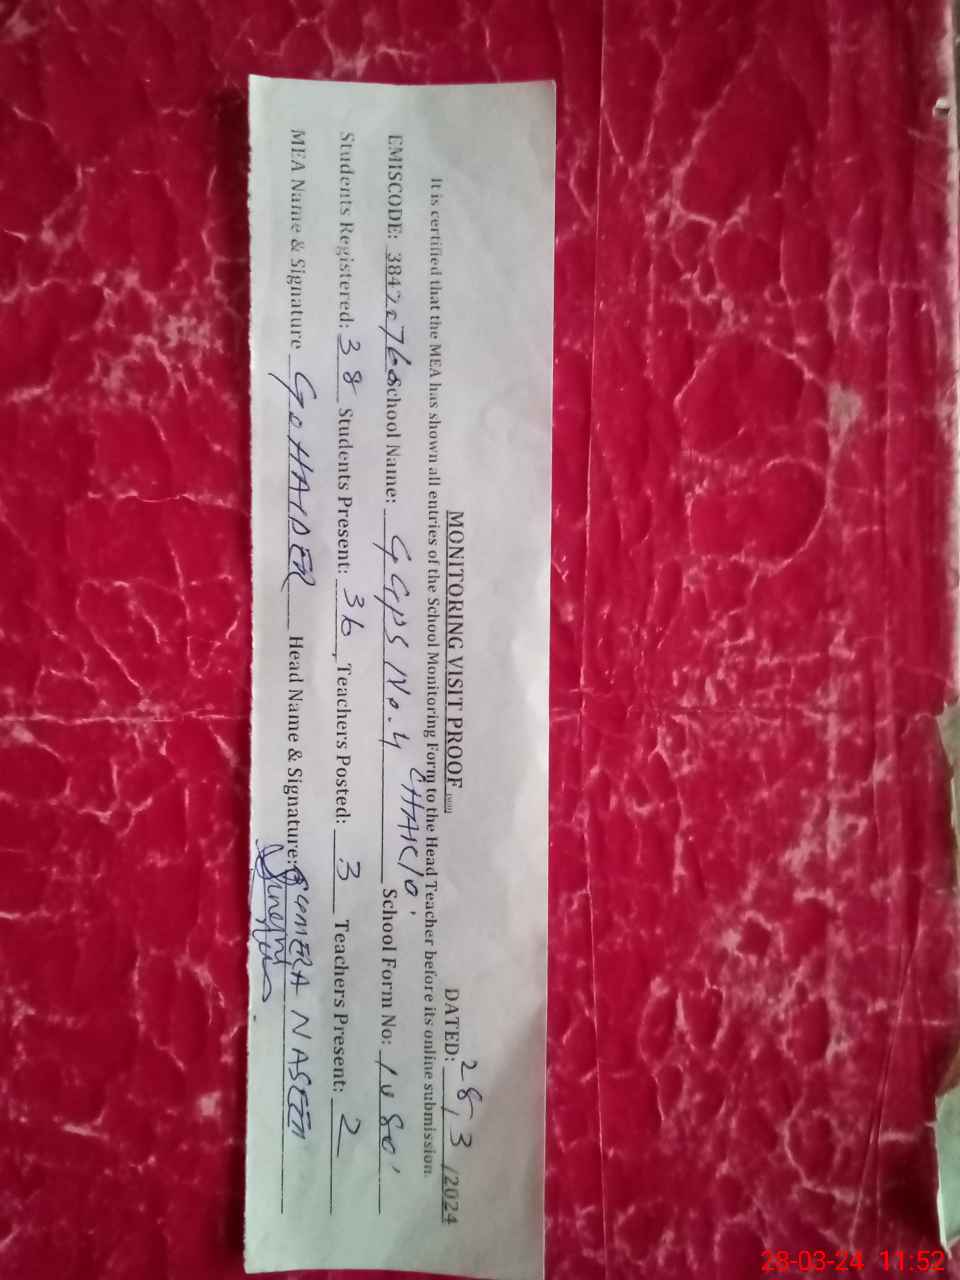 MONITORING VISIT PROOF
DATED: 28/3/2024
It is certified that the MEA has shown all entries of the School Monitoring Form to the Head Teacher before its online submission.
EMISCODE: School Name: GGPS No. 4 School Form No:
Students Registered: 38 Students Present: 36 Teachers Posted: 3 Teachers Present: 2
MEA Name & Signature G. HAIDER Head Name & Signature: SUMERA NASEEM
28-03-24 11:52